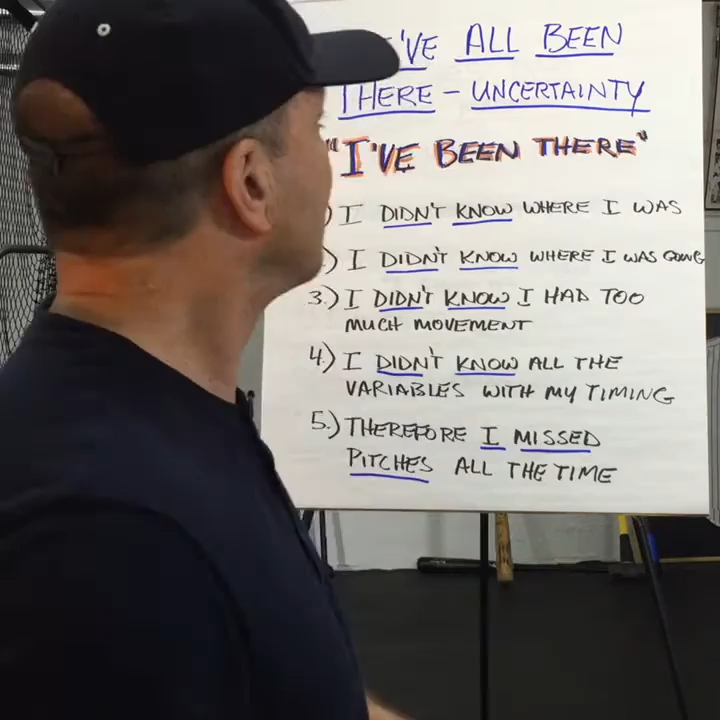 'VE ALL BEEN
THERE - UNCERTAINTY
"I'VE BEEN THERE"
) I DIDN'T KNOW WHERE I WAS
) I DIDN'T KNOW WHERE I WAS GOING
3.) I DIDN'T KNOW I HAD TOO
MUCH MOVEMENT
4.) I DIDN'T KNOW ALL THE
VARIABLES WITH MY TIMING
5.) THEREFORE I MISSED
PITCHES ALL THE TIME